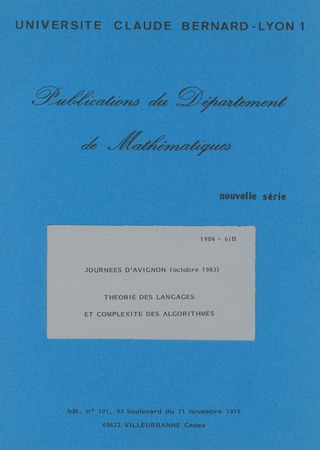 UNIVERSITE CLAUDE BERNARD-LYON 1
Publications du Département
de Mathématiques
nouvelle série
1984 - 6/B
JOURNEES D'AVIGNON (octobre 1983)
THEORIE DES LANGAGES
ET COMPLEXITE DES ALGORITHMES
bât. n° 101, 43 boulevard du 11 novembre 1918
69622 VILLEURBANNE Cedex